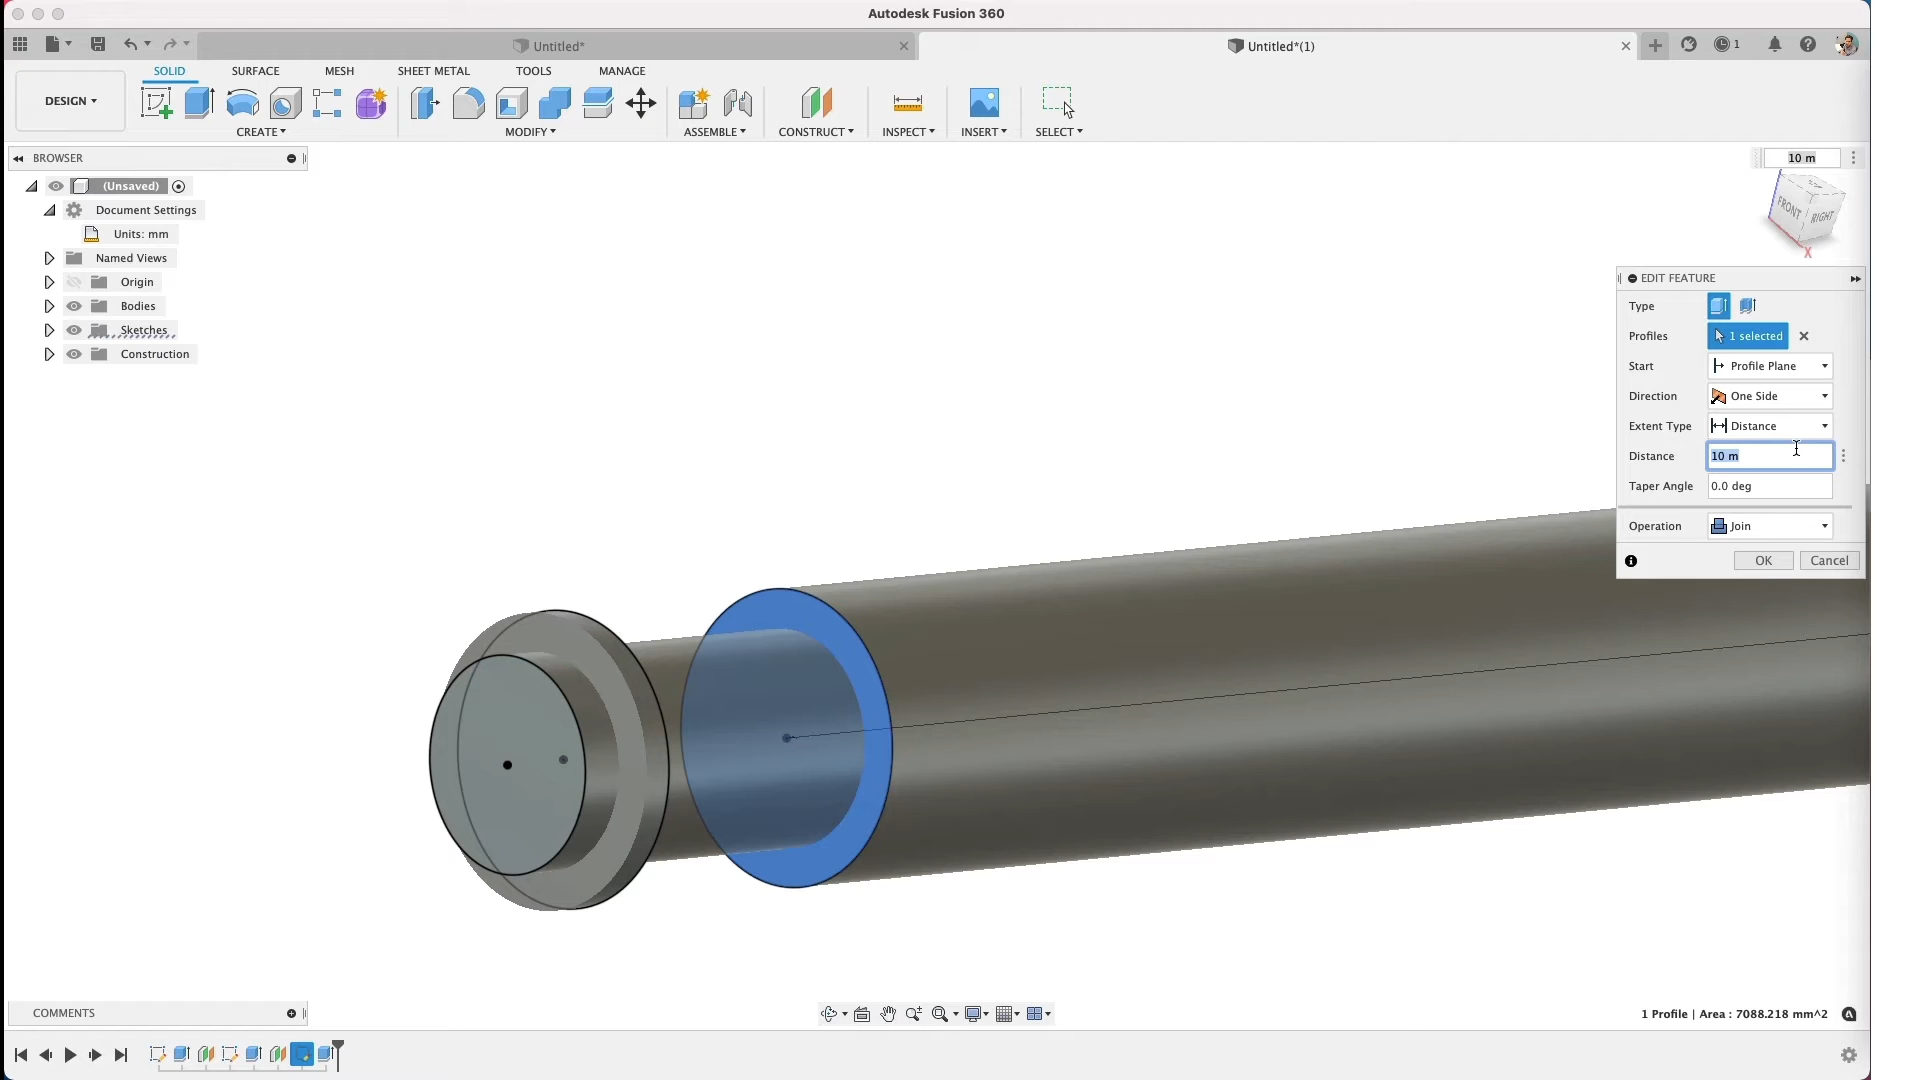 Autodesk Fusion 360
Untitled*
Untitled*(1)
1
DESIGN
SOLID
SURFACE
MESH
SHEET METAL
TOOLS
MANAGE
CREATE
MODIFY
ASSEMBLE
CONSTRUCT
INSPECT
INSERT
SELECT
BROWSER
(Unsaved)
Document Settings
Units: mm
Named Views
Origin
Bodies
Sketches
Construction
10 m
FRONT
RIGHT
X
EDIT FEATURE
Type
Profiles 1 selected
Start Profile Plane
Direction One Side
Extent Type Distance
Distance 10 m
Taper Angle 0.0 deg
Operation Join
OK Cancel
COMMENTS
1 Profile | Area : 7088.218 mm^2